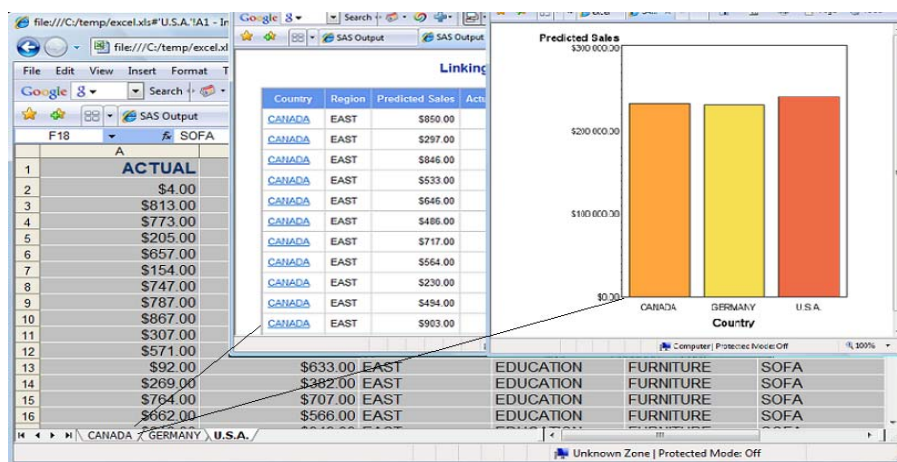 file:///C:/temp/excel.xls#'U.S.A.'!A1 - In
file:///C:/temp/excel.xl
File Edit View Insert Format T
Google Search
SAS Output
F18 fx SOFA
A
1 ACTUAL
2 $4.00
3 $813.00
4 $773.00
5 $205.00
6 $657.00
7 $154.00
8 $747.00
9 $787.00
10 $867.00
11 $307.00
12 $571.00
13 $92.00 $633.00 EAST EDUCATION FURNITURE SOFA
14 $269.00 $382.00 EAST EDUCATION FURNITURE SOFA
15 $764.00 $707.00 EAST EDUCATION FURNITURE SOFA
16 $662.00 $566.00 EAST EDUCATION FURNITURE SOFA
CANADA GERMANY U.S.A.
Unknown Zone | Protected Mode: Off
Google Search
SAS Output SAS Output
Linking
Country Region Predicted Sales Actu
CANADA EAST $850.00
CANADA EAST $297.00
CANADA EAST $846.00
CANADA EAST $533.00
CANADA EAST $646.00
CANADA EAST $486.00
CANADA EAST $717.00
CANADA EAST $564.00
CANADA EAST $230.00
CANADA EAST $494.00
CANADA EAST $903.00
Predicted Sales
$300 000.00
$200 000.00
$100 000.00
$0.00
CANADA GERMANY U.S.A.
Country
Computer | Protected Mode: Off 100%